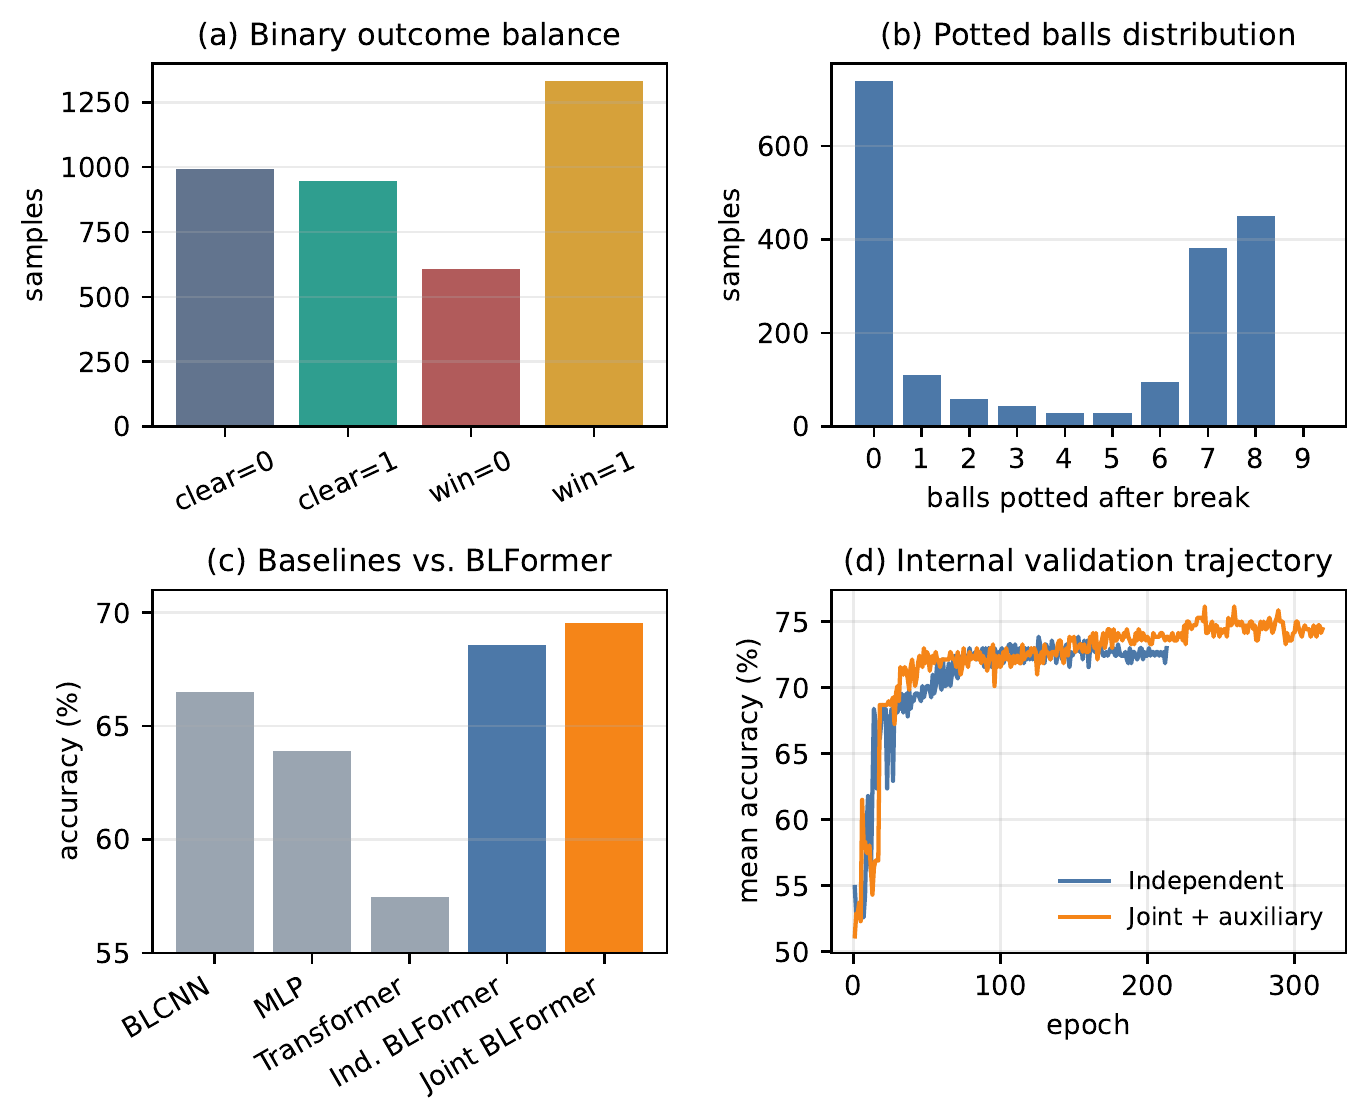 (a) Binary outcome balance
samples
1250
1000
750
500
250
0
clear=0
clear=1
win=0
win=1
(b) Potted balls distribution
samples
600
400
200
0
0 1 2 3 4 5 6 7 8 9
balls potted after break
(c) Baselines vs. BLFormer
accuracy (%)
70
65
60
55
BLCNN
MLP
Transformer
Ind. BLFormer
Joint BLFormer
(d) Internal validation trajectory
mean accuracy (%)
75
70
65
60
55
50
Independent
Joint + auxiliary
0 100 200 300
epoch